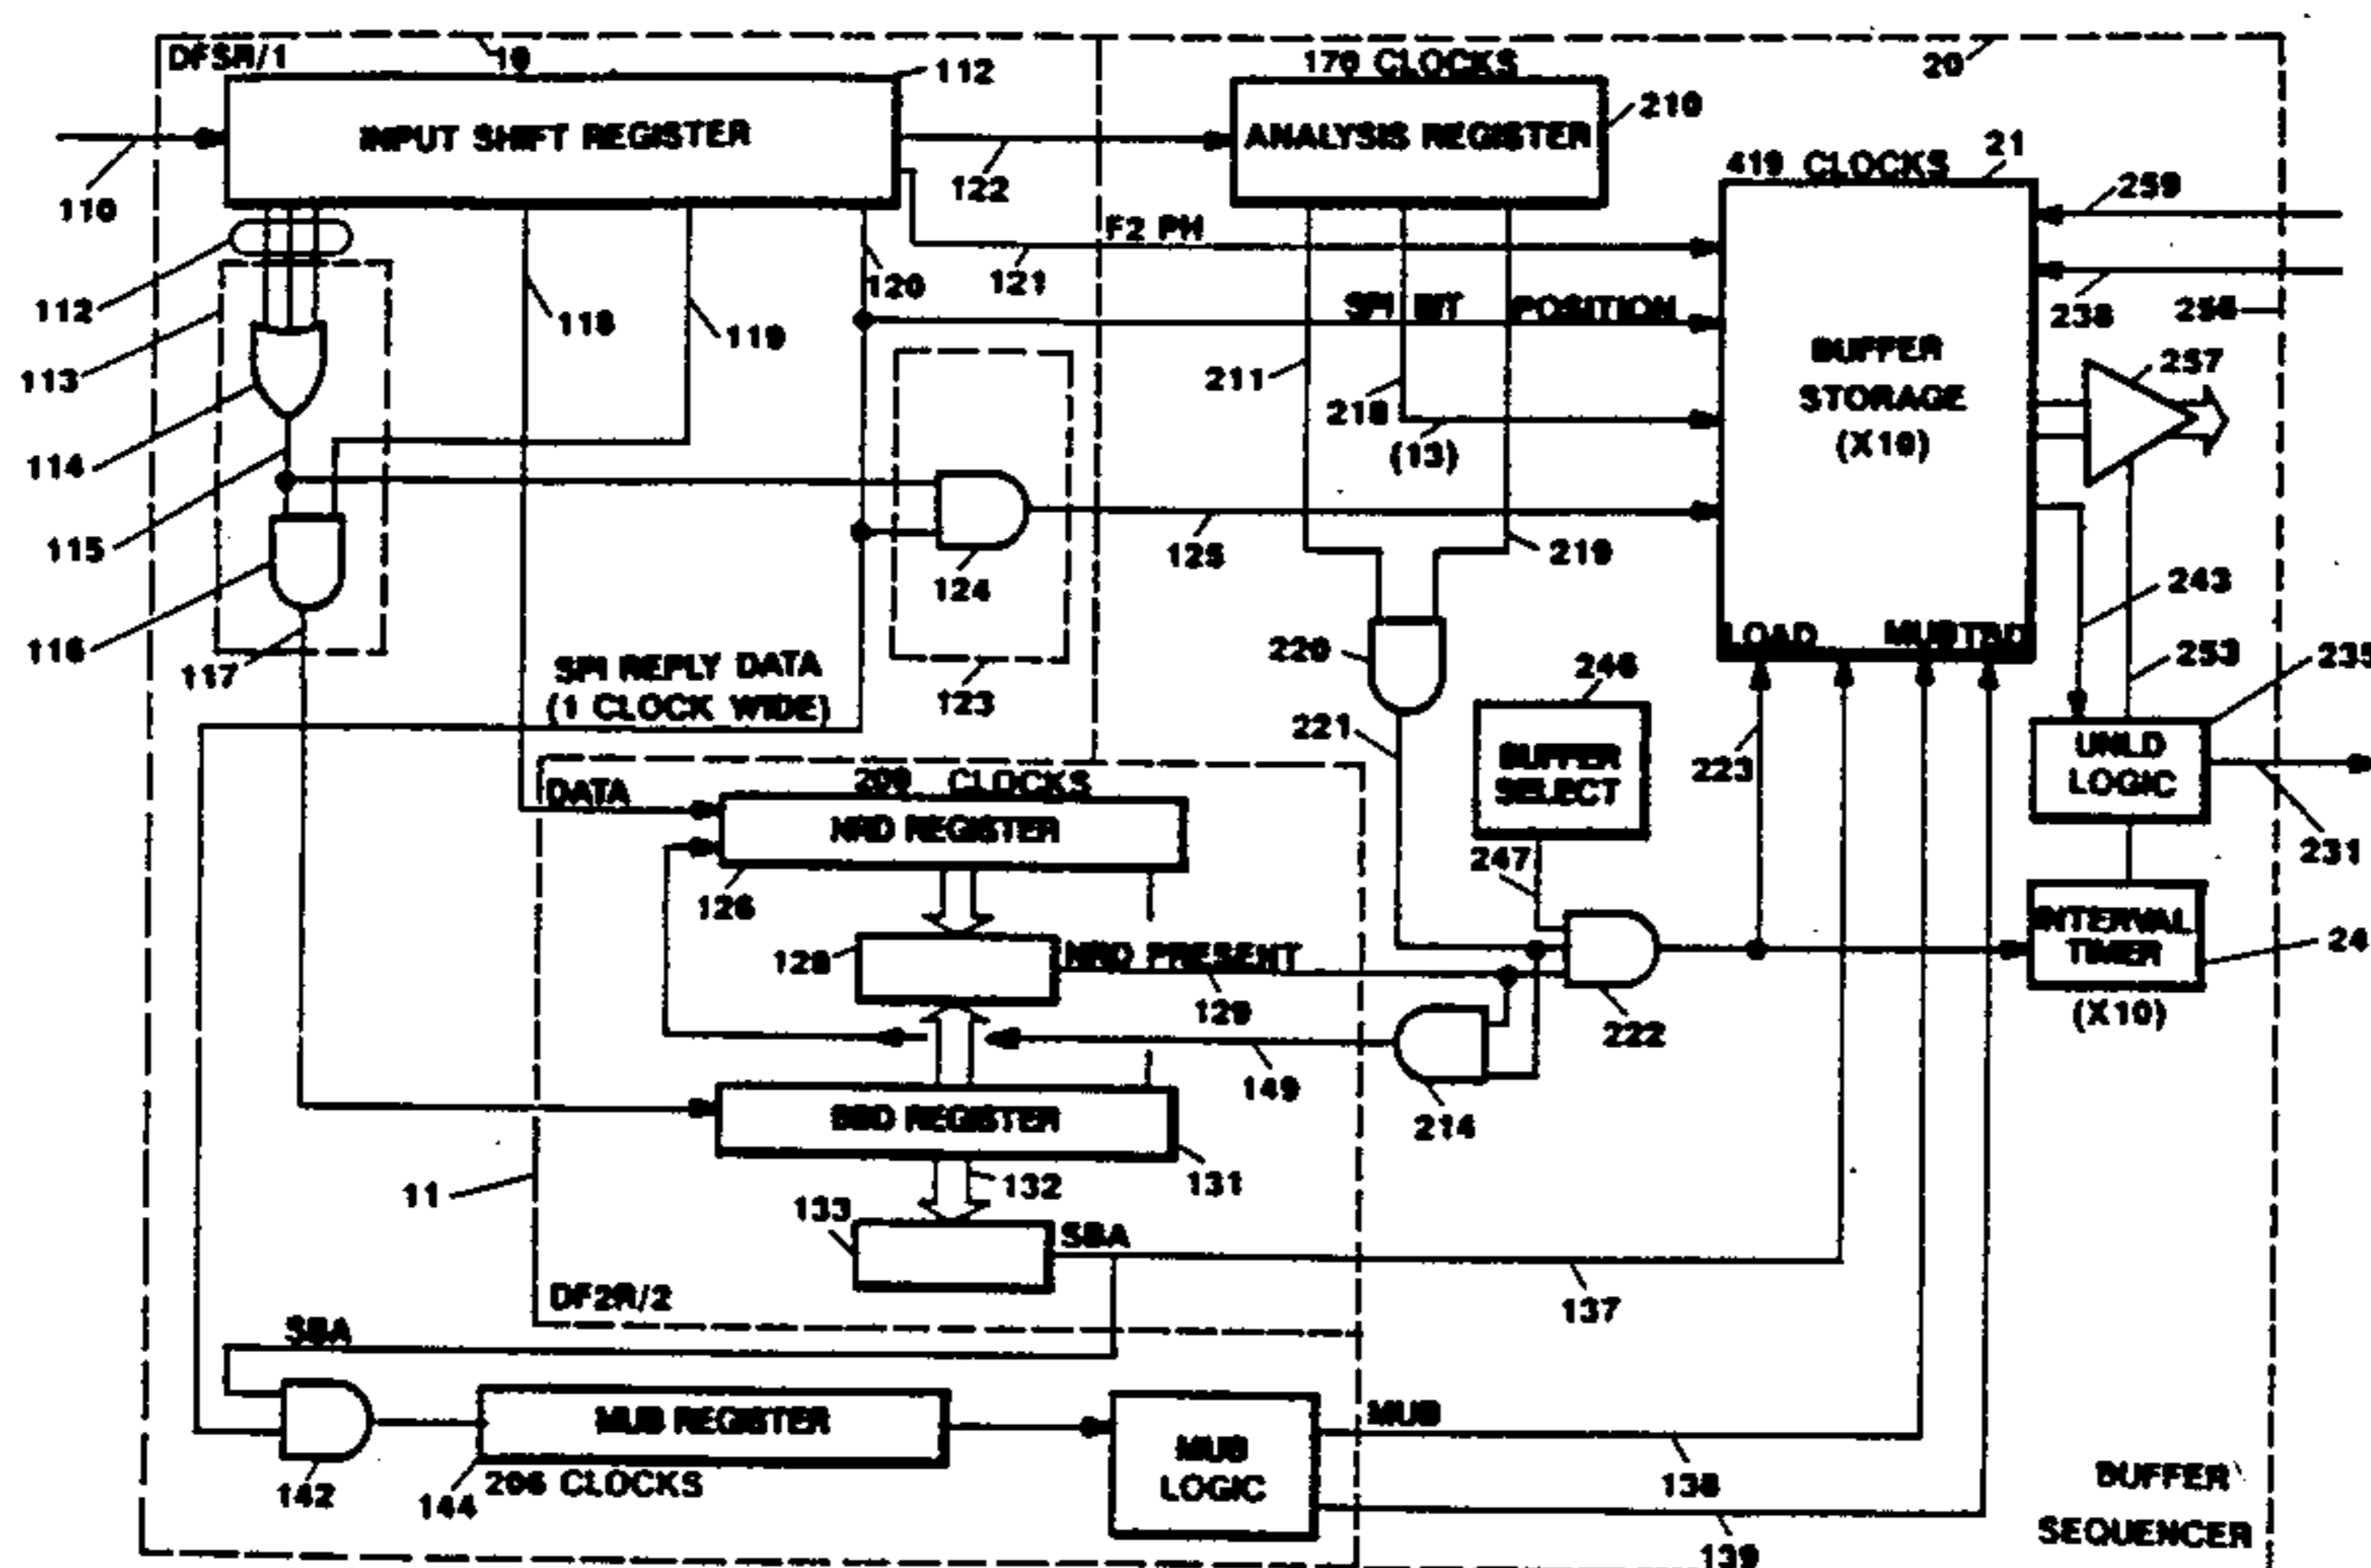 DFSR/1
10
112
170 CLOCKS
20
INPUT SHIFT REGISTER
ANALYSIS REGISTER
210
419 CLOCKS
21
259
110
122
F2 PH
238
112
120
121
118
SPI BIT POSITION
119
113
211
BUFFER
STORAGE
(X10)
257
218
(13)
114
115
124
125
219
243
116
117
SPI REPLY DATA
(1 CLOCK WIDE)
123
220
LOAD
MUB
TBD
253
235
246
221
BUFFER
SELECT
223
UNLD
LOGIC
231
DATA
CLOCKS
NRD REGISTER
247
126
INTERVAL
TIMER
24
(X10)
128
NRD PRESENT
129
222
149
214
REGISTER
131
132
11
133
SBA
137
DF2R/2
SBA
MUB REGISTER
MUB
LOGIC
MUB
142
144
206 CLOCKS
138
139
BUFFER
SEQUENCER